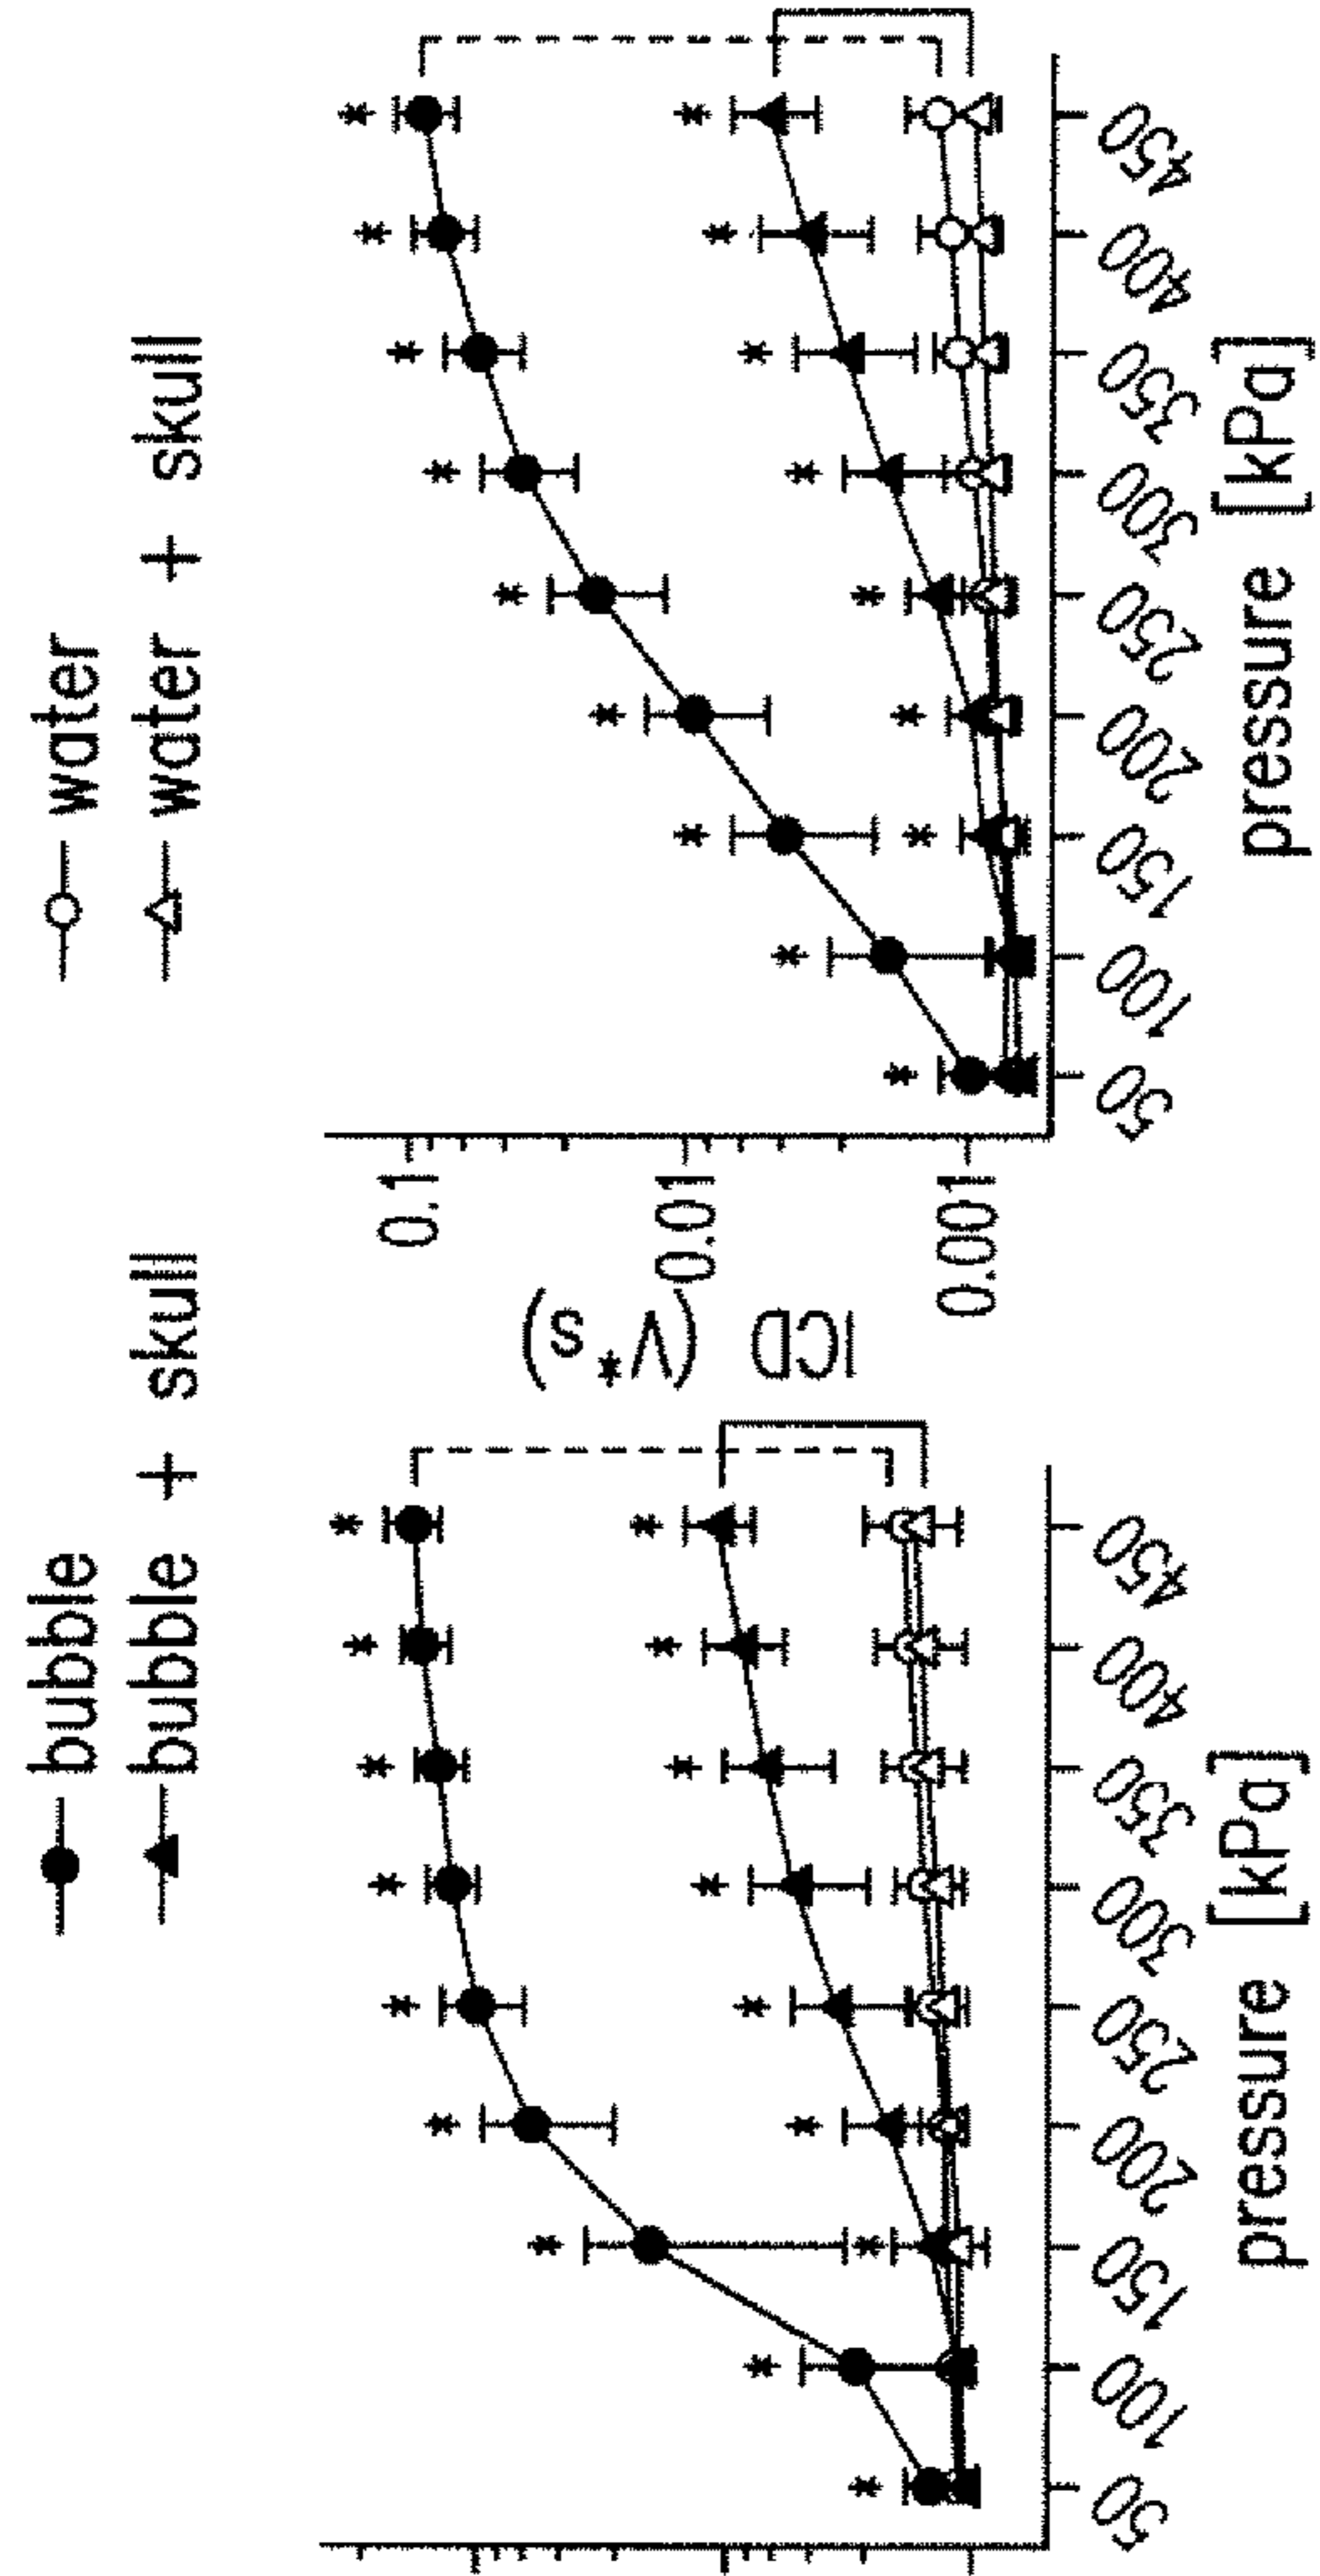 bubble
bubble + skull
water
water + skull
50 100 150 200 250 300 350 400 450
pressure [kPa]
ICD (V*s)
0.1
0.01
0.001
50 100 150 200 250 300 350 400 450
pressure [kPa]
* * * * * * * * *
* * * * * * *
* * * * * * * * *
* * * * * * *